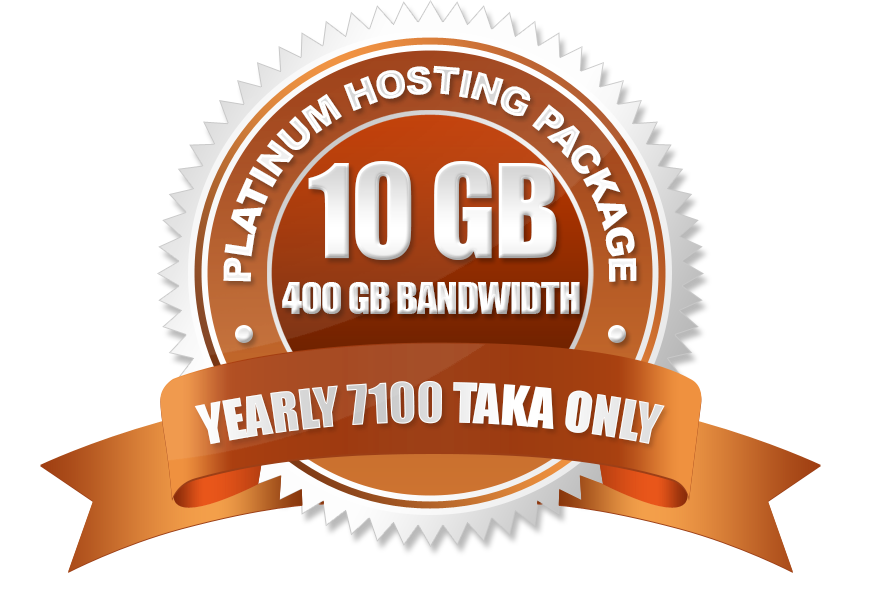 PLATINUM HOSTING PACKAGE
10 GB
400 GB BANDWIDTH
YEARLY 7100 TAKA ONLY